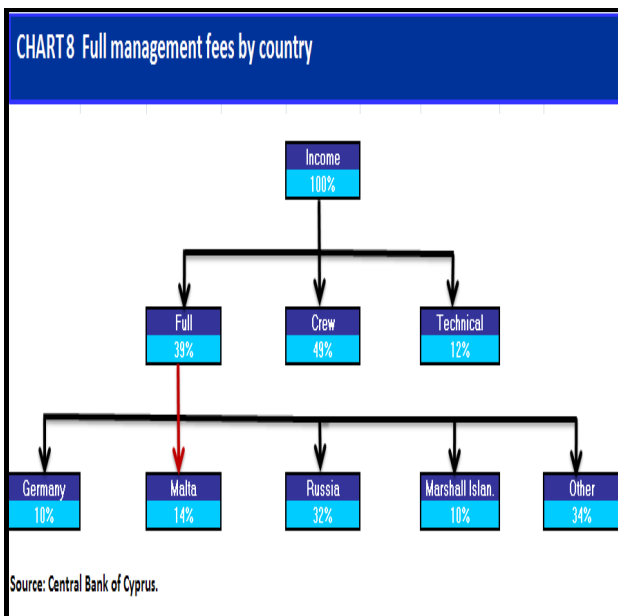 CHART 8 Full management fees by country
Income
100%
Full
Crew
Technical
39%
49%
12%
Germany
Malta
Russia
Marshall Islan.
Other
10%
14%
32%
10%
34%
Source: Central Bank of Cyprus.